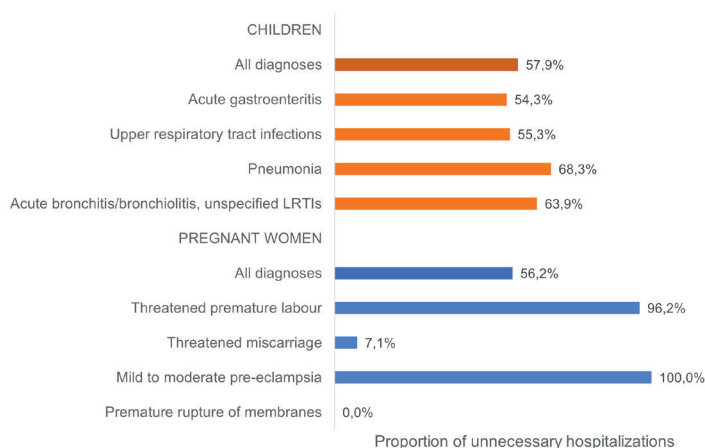 CHILDREN
All diagnoses 57,9%
Acute gastroenteritis 54,3%
Upper respiratory tract infections 55,3%
Pneumonia 68,3%
Acute bronchitis/bronchiolitis, unspecified LRTIs 63,9%
PREGNANT WOMEN
All diagnoses 56,2%
Threatened premature labour 96,2%
Threatened miscarriage 7,1%
Mild to moderate pre-eclampsia 100,0%
Premature rupture of membranes 0,0%
Proportion of unnecessary hospitalizations